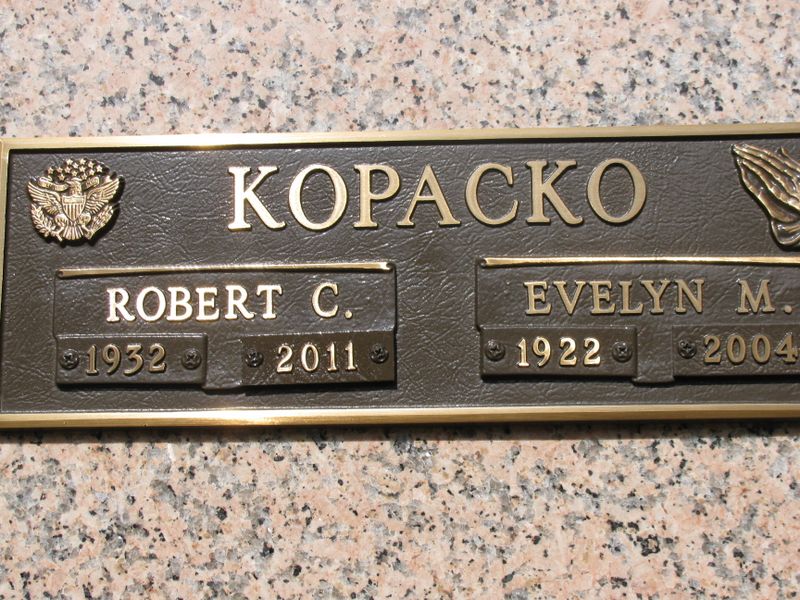 KOPACKO
ROBERT C.
EVELYN M.
1932 2011
1922 2004